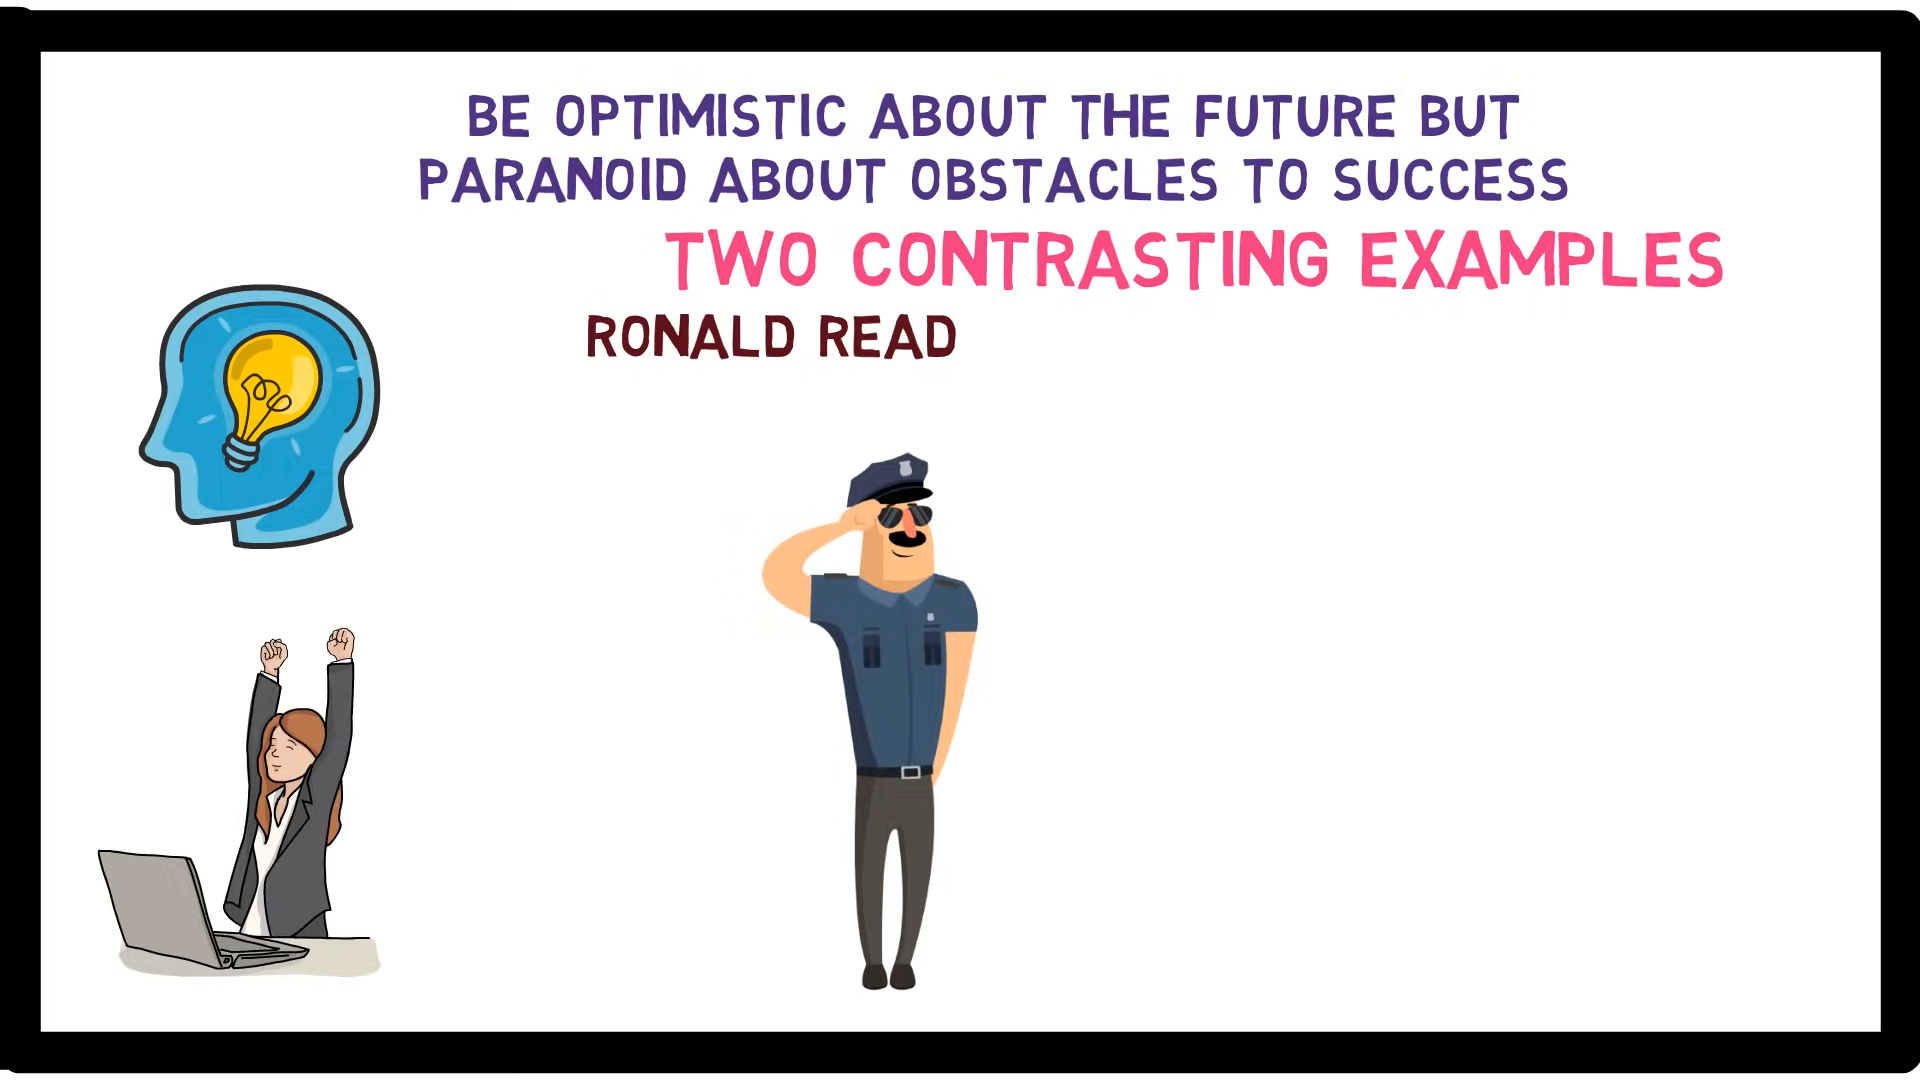 BE OPTIMISTIC ABOUT THE FUTURE BUT
PARANOID ABOUT OBSTACLES TO SUCCESS
TWO CONTRASTING EXAMPLES
RONALD READ